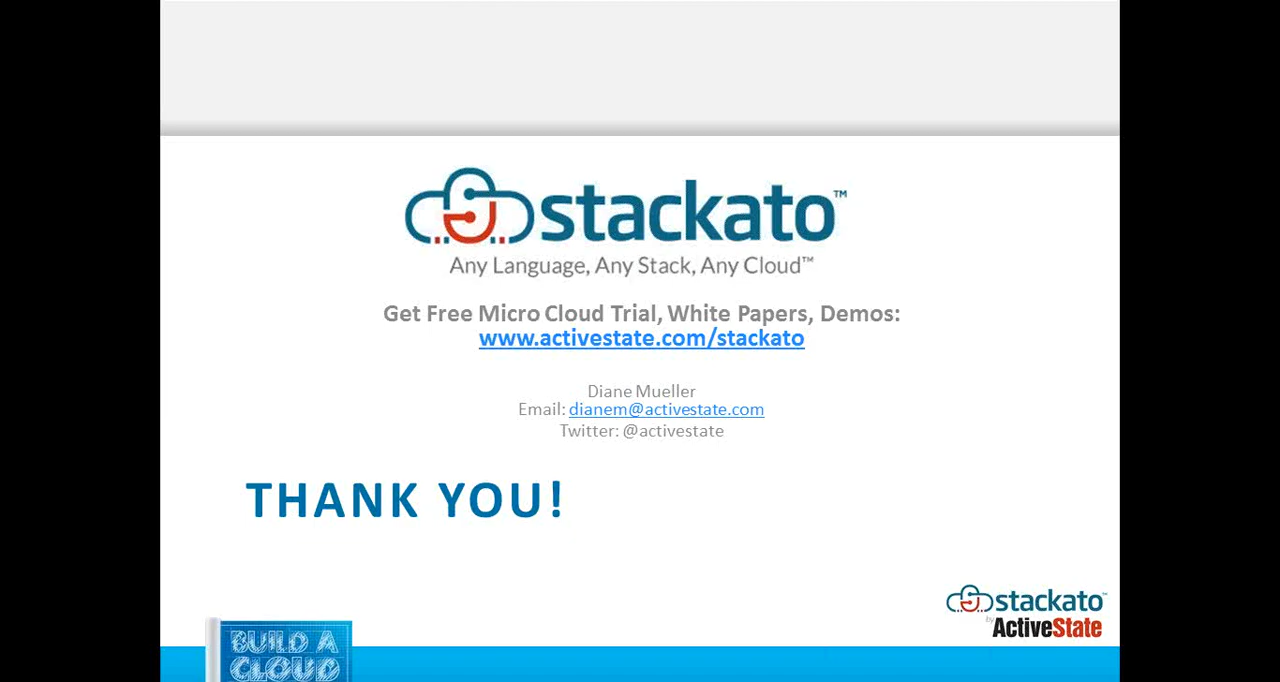 stackato™
Any Language, Any Stack, Any Cloud™
Get Free Micro Cloud Trial, White Papers, Demos:
www.activestate.com/stackato
Diane Mueller
Email: dianem@activestate.com
Twitter: @activestate
THANK YOU!
stackato™
by ActiveState
BUILD A
CLOUD